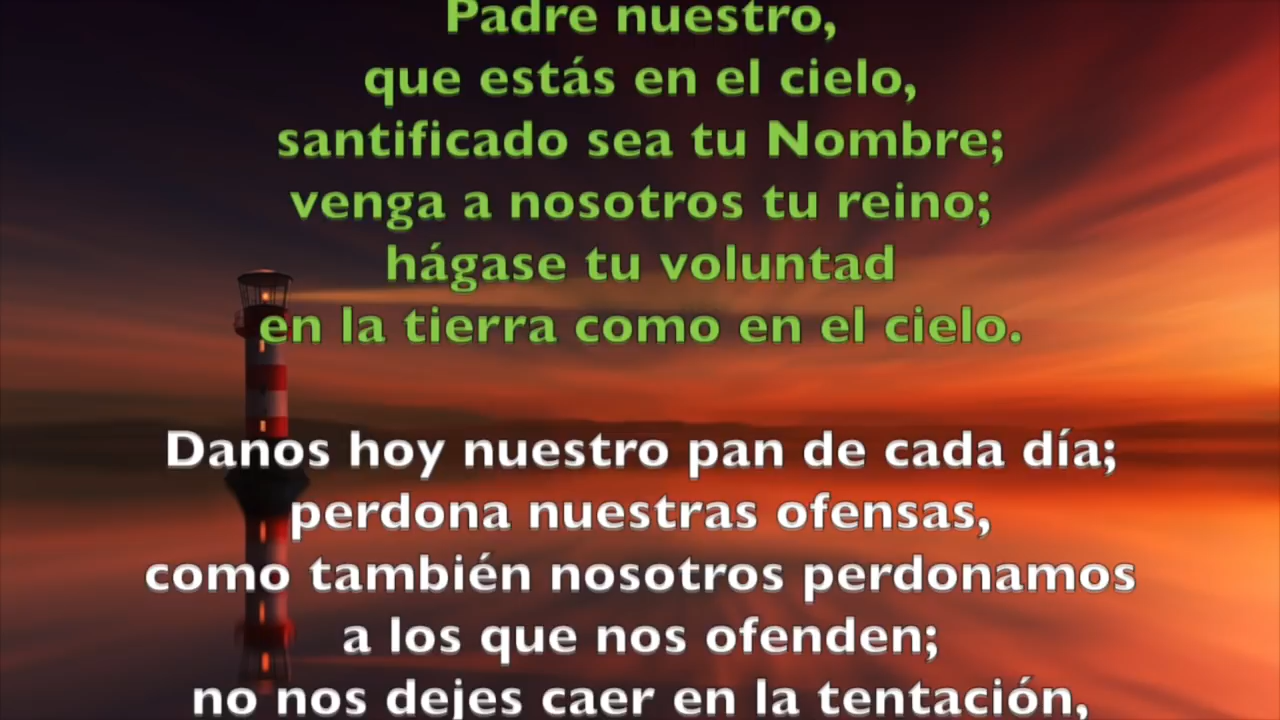 Padre nuestro,
que estás en el cielo,
santificado sea tu Nombre;
venga a nosotros tu reino;
hágase tu voluntad
en la tierra como en el cielo.
Danos hoy nuestro pan de cada día;
perdona nuestras ofensas,
como también nosotros perdonamos
a los que nos ofenden;
no nos dejes caer en la tentación,